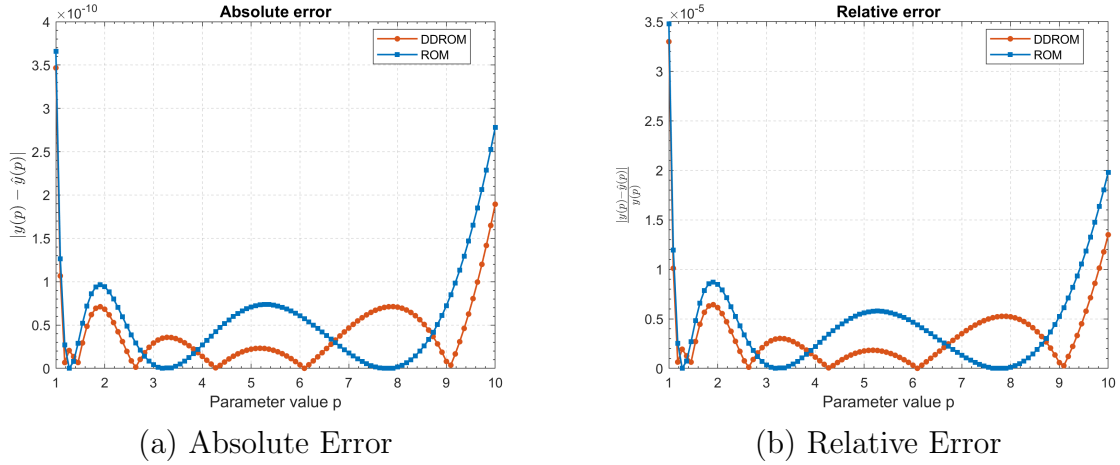 Absolute error
×10⁻¹⁰
DDROM
ROM
4
3.5
3
2.5
2
1.5
1
0.5
0
|y(p) − ŷ(p)|
1 2 3 4 5 6 7 8 9 10
Parameter value p
(a) Absolute Error
Relative error
×10⁻⁵
DDROM
ROM
3.5
3
2.5
2
1.5
1
0.5
0
|y(p)−ŷ(p)|
y(p)
1 2 3 4 5 6 7 8 9 10
Parameter value p
(b) Relative Error